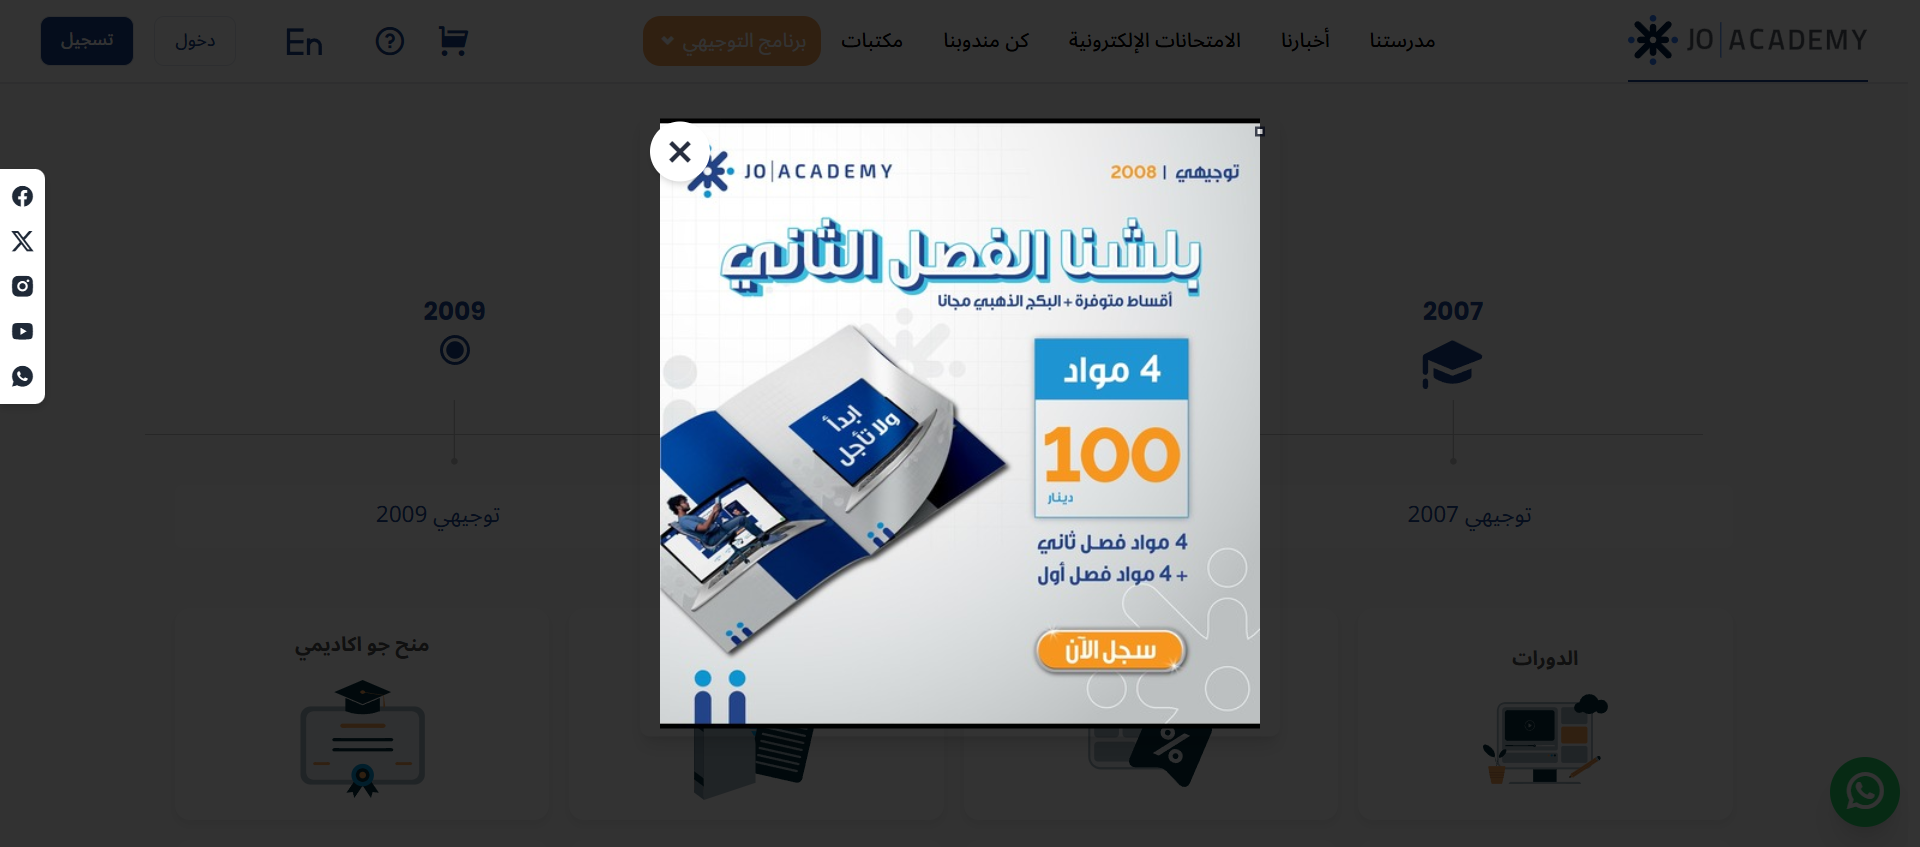 JO ACADEMY
مدرستنا
أخبارنا
الامتحانات الإلكترونية
كن مندوبنا
مكتبات
برنامج التوجيهي
En
دخول
تسجيل
JO ACADEMY
توجيهي | 2008
بلشنا الفصل الثاني
أقساط متوفرة + البكج الذهبي مجانا
4 مواد
100
دينار
4 مواد فصل ثاني
+ 4 مواد فصل أول
سجل الآن
ابدأ
ولا تأجل
2007
2009
توجيهي 2007
توجيهي 2009
الدورات
منح جو اكاديمي